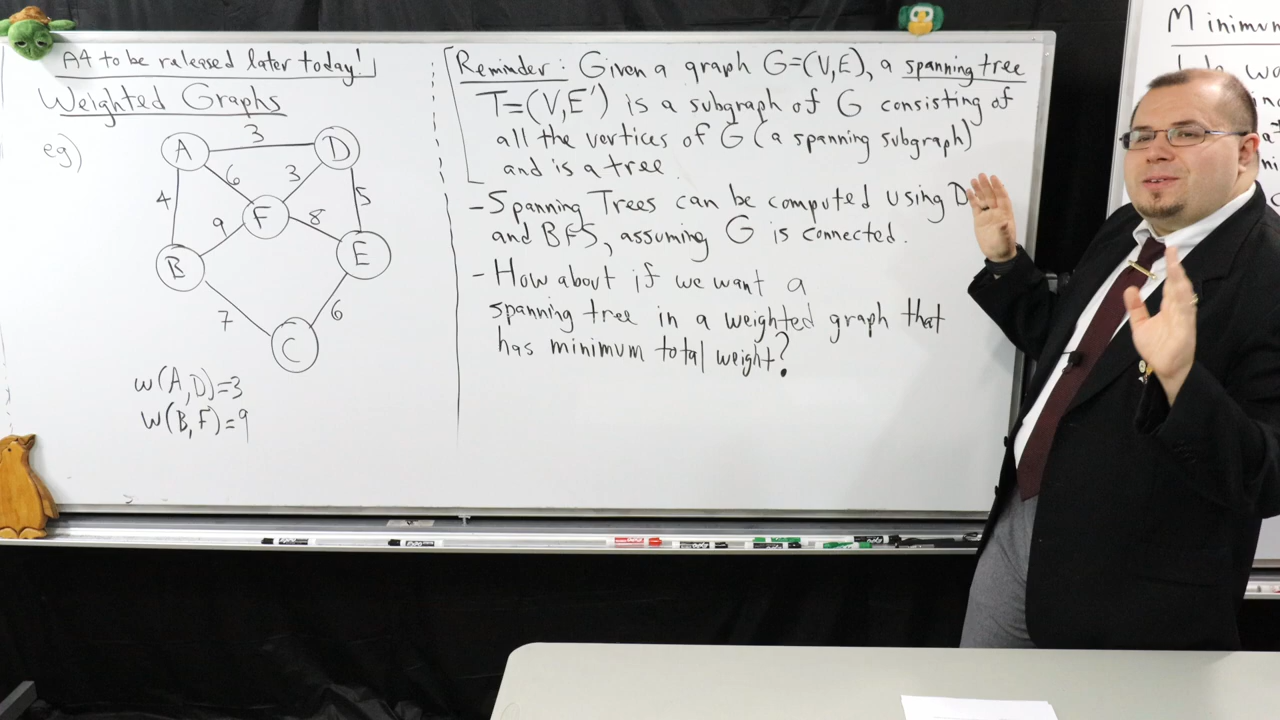 A4 to be released later today!
Weighted Graphs
eg)
A
3
D
6
3
4
5
F
9
8
B
E
7
6
C
w(A,D)=3
w(B,F)=9
Reminder: Given a graph G=(V,E), a spanning tree
T=(V,E') is a subgraph of G consisting of
all the vertices of G (a spanning subgraph)
and is a tree.
- Spanning Trees can be computed using D
and BFS, assuming G is connected.
- How about if we want a
spanning tree in a weighted graph that
has minimum total weight?
Minimum